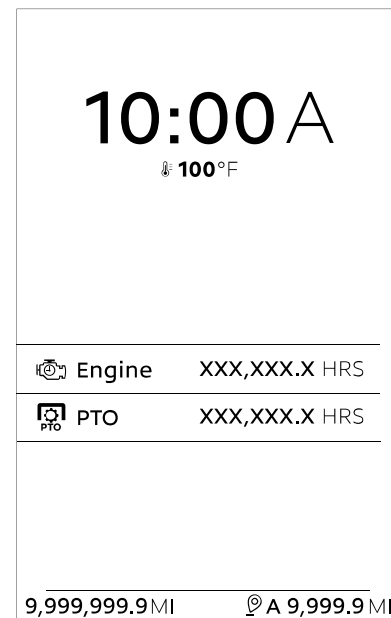 10:00 A
100°F
Engine XXX,XXX.X HRS
PTO PTO XXX,XXX.X HRS
9,999,999.9 MI A 9,999.9 MI